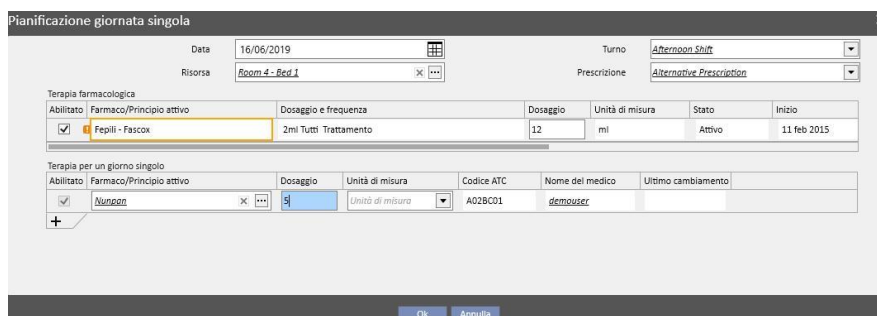 Pianificazione giornata singola
Data 16/06/2019 Turno Afternoon Shift
Risorsa Room 4 - Bed 1 Prescrizione Alternative Prescription
Terapia farmacologica
Abilitato Farmaco/Principio attivo Dosaggio e frequenza Dosaggio Unità di misura Stato Inizio
Fepili - Fascox 2ml Tutti Trattamento 12 ml Attivo 11 feb 2015
Terapia per un giorno singolo
Abilitato Farmaco/Principio attivo Dosaggio Unità di misura Codice ATC Nome del medico Ultimo cambiamento
Nunpan 5 Unità di misura A02BC01 demouser
Ok Annulla